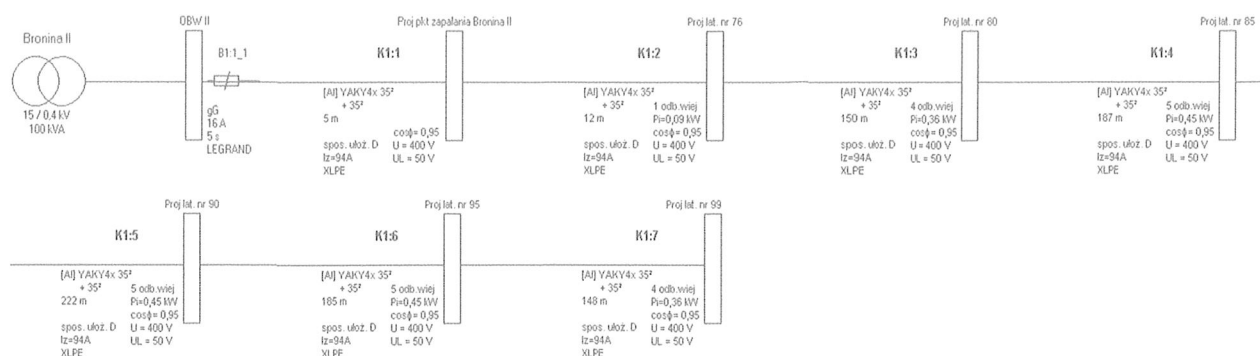 Bronina II
15 / 0,4 kV
100 kVA
OBW II
B1:1_1
gG
16 A
5 s
LEGRAND
Proj pkt zapalania Bronina II
K1:1
[Al] YAKY4x 35²
+ 35²
5 m
cosϕ= 0,95
spos. ułoż. D
U = 400 V
Iz=94A
UL = 50 V
XLPE
Proj lat. nr 76
K1:2
[Al] YAKY4x 35²
+ 35²
1 odb.wiej
12 m
Pi=0,09 kW
cosϕ= 0,95
spos. ułoż. D
U = 400 V
Iz=94A
UL = 50 V
XLPE
Proj lat. nr 80
K1:3
[Al] YAKY4x 35²
+ 35²
4 odb.wiej
150 m
Pi=0,36 kW
cosϕ= 0,95
spos. ułoż. D
U = 400 V
Iz=94A
UL = 50 V
XLPE
Proj lat. nr 85
K1:4
[Al] YAKY4x 35²
+ 35²
5 odb.wiej
187 m
Pi=0,45 kW
cosϕ= 0,95
spos. ułoż. D
U = 400 V
Iz=94A
UL = 50 V
XLPE
Proj lat. nr 90
K1:5
[Al] YAKY4x 35²
+ 35²
5 odb.wiej
222 m
Pi=0,45 kW
cosϕ= 0,95
spos. ułoż. D
U = 400 V
Iz=94A
UL = 50 V
XLPE
Proj lat. nr 95
K1:6
[Al] YAKY4x 35²
+ 35²
5 odb.wiej
185 m
Pi=0,45 kW
cosϕ= 0,95
spos. ułoż. D
U = 400 V
Iz=94A
UL = 50 V
XLPE
Proj lat. nr 99
K1:7
[Al] YAKY4x 35²
+ 35²
4 odb.wiej
148 m
Pi=0,36 kW
cosϕ= 0,95
spos. ułoż. D
U = 400 V
Iz=94A
UL = 50 V
XLPE